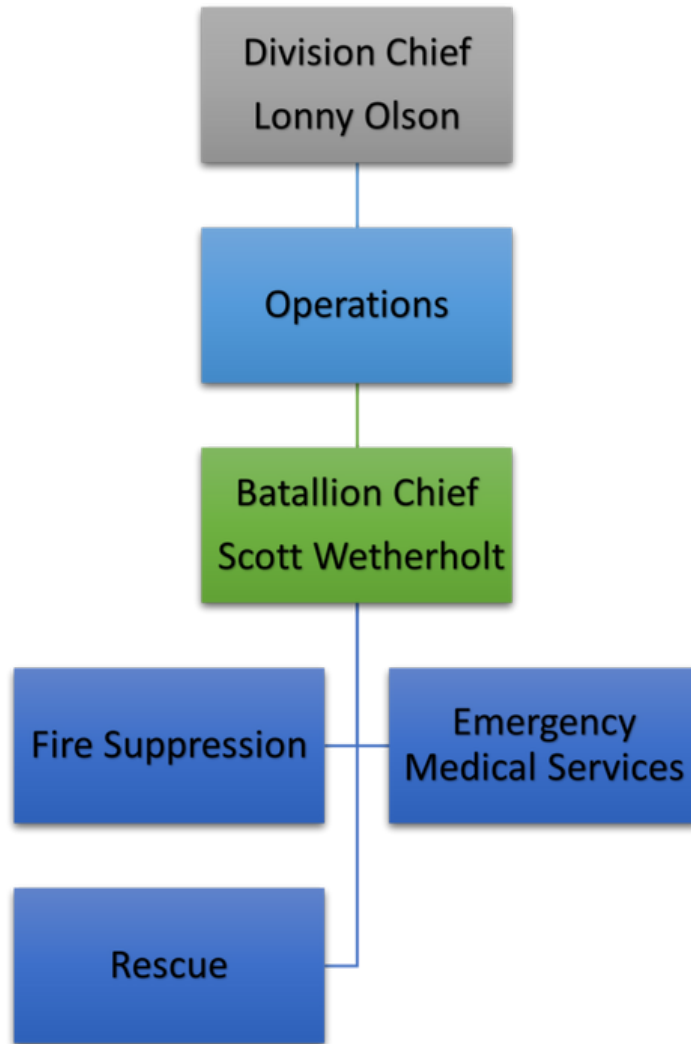 Division Chief
Lonny Olson
Operations
Batallion Chief
Scott Wetherholt
Fire Suppression
Emergency
Medical Services
Rescue